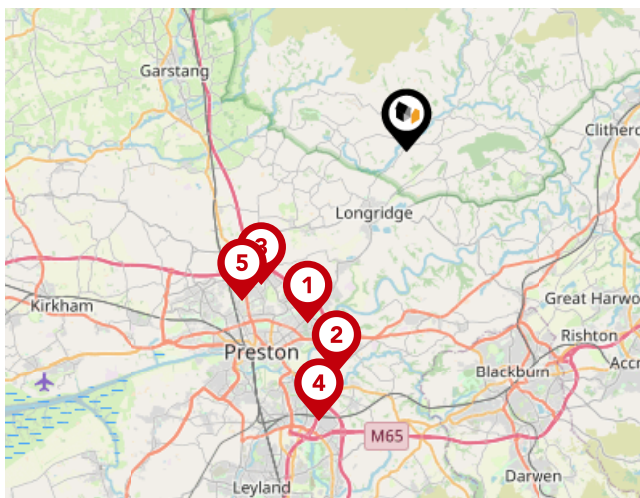 Garstang
Clithero
Longridge
3
5
1
Kirkham
Great Harwo
2
Rishton
Preston
Accr
Blackburn
4
M65
Darwen
Leyland